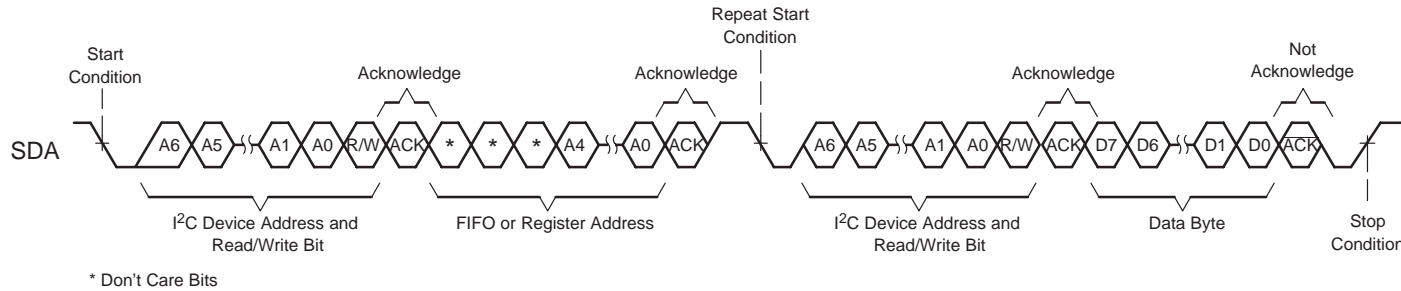 Repeat Start
Condition
Start
Condition
Acknowledge
Acknowledge
Acknowledge
Not
Acknowledge
SDA
A6 A5 A1 A0 R/W ACK * * * A4 A0 ACK A6 A5 A1 A0 R/W ACK D7 D6 D1 D0 A̅C̅K̅
I²C Device Address and
Read/Write Bit
FIFO or Register Address
I²C Device Address and
Read/Write Bit
Data Byte
Stop
Condition
* Don't Care Bits